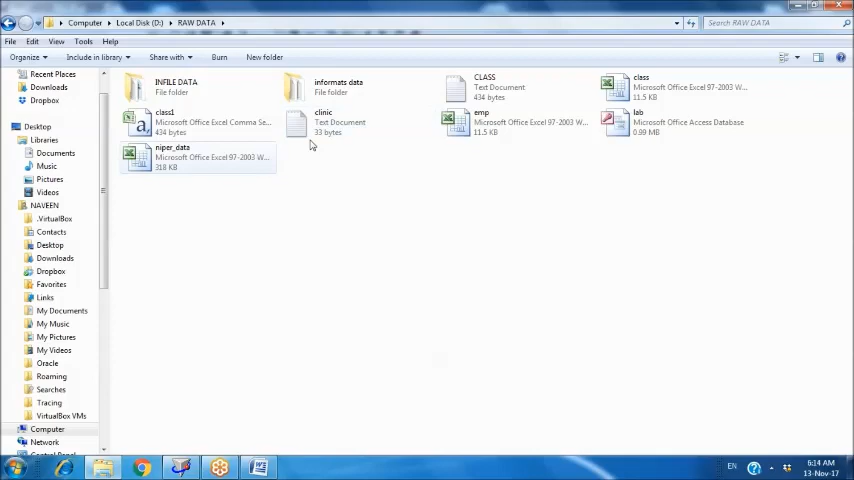 Computer ▸ Local Disk (D:) ▸ RAW DATA ▸
Search RAW DATA
File Edit View Tools Help
Organize Include in library Share with Burn New folder
Recent Places
Downloads
Dropbox
Desktop
Libraries
Documents
Music
Pictures
Videos
NAVEEN
.VirtualBox
Contacts
Desktop
Downloads
Dropbox
Favorites
Links
My Documents
My Music
My Pictures
My Videos
Oracle
Roaming
Searches
Tracing
VirtualBox VMs
Computer
Network
Control Panel
INFILE DATA
File folder
informats data
File folder
CLASS
Text Document
434 bytes
class
Microsoft Office Excel 97-2003 W...
11.5 KB
class1
Microsoft Office Excel Comma Se...
434 bytes
clinic
Text Document
33 bytes
emp
Microsoft Office Excel 97-2003 W...
11.5 KB
lab
Microsoft Office Access Database
0.99 MB
niper_data
Microsoft Office Excel 97-2003 W...
318 KB
EN
6:14 AM
13-Nov-17